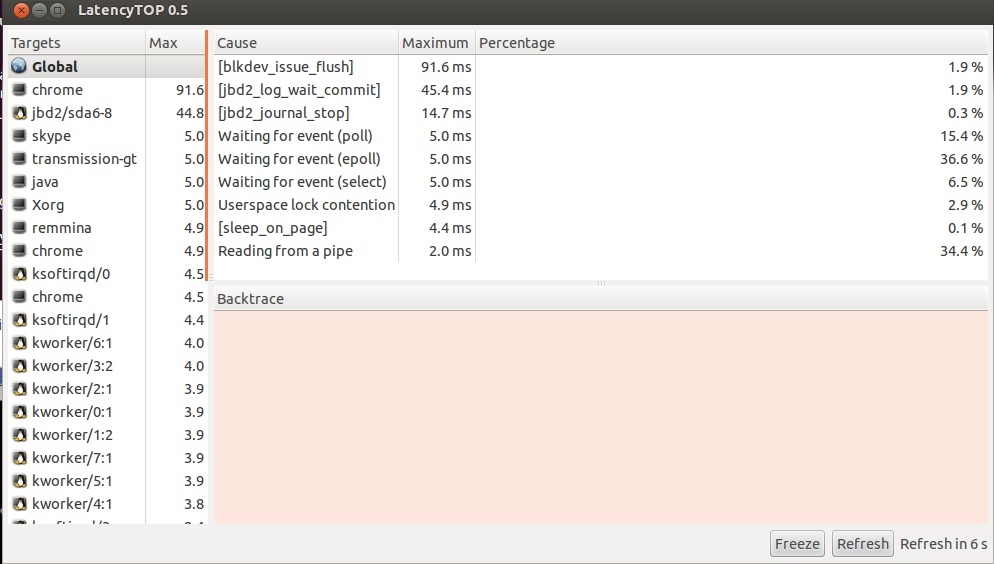 LatencyTOP 0.5
Targets Max
Global
chrome 91.6
jbd2/sda6-8 44.8
skype 5.0
transmission-gt 5.0
java 5.0
Xorg 5.0
remmina 4.9
chrome 4.9
ksoftirqd/0 4.5
chrome 4.5
ksoftirqd/1 4.4
kworker/6:1 4.0
kworker/3:2 4.0
kworker/2:1 3.9
kworker/0:1 3.9
kworker/1:2 3.9
kworker/7:1 3.9
kworker/5:1 3.9
kworker/4:1 3.8
Cause Maximum Percentage
[blkdev_issue_flush] 91.6 ms 1.9 %
[jbd2_log_wait_commit] 45.4 ms 1.9 %
[jbd2_journal_stop] 14.7 ms 0.3 %
Waiting for event (poll) 5.0 ms 15.4 %
Waiting for event (epoll) 5.0 ms 36.6 %
Waiting for event (select) 5.0 ms 6.5 %
Userspace lock contention 4.9 ms 2.9 %
[sleep_on_page] 4.4 ms 0.1 %
Reading from a pipe 2.0 ms 34.4 %
Backtrace
Freeze Refresh Refresh in 6 s